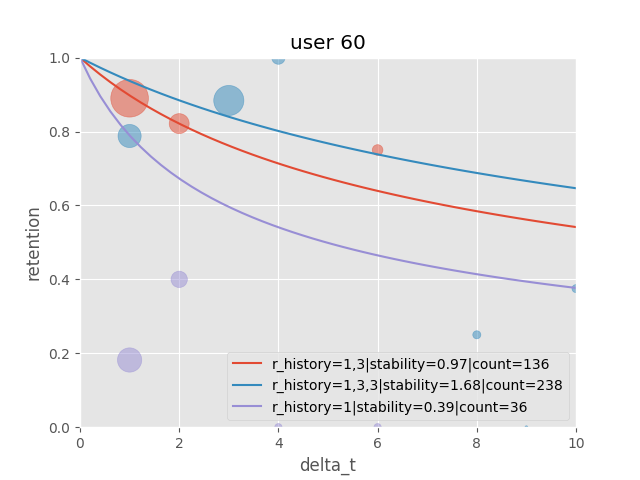 user 60
1.0
0.8
0.6
0.4
0.2
0.0
retention
r_history=1,3|stability=0.97|count=136
r_history=1,3,3|stability=1.68|count=238
r_history=1|stability=0.39|count=36
0 2 4 6 8 10
delta_t